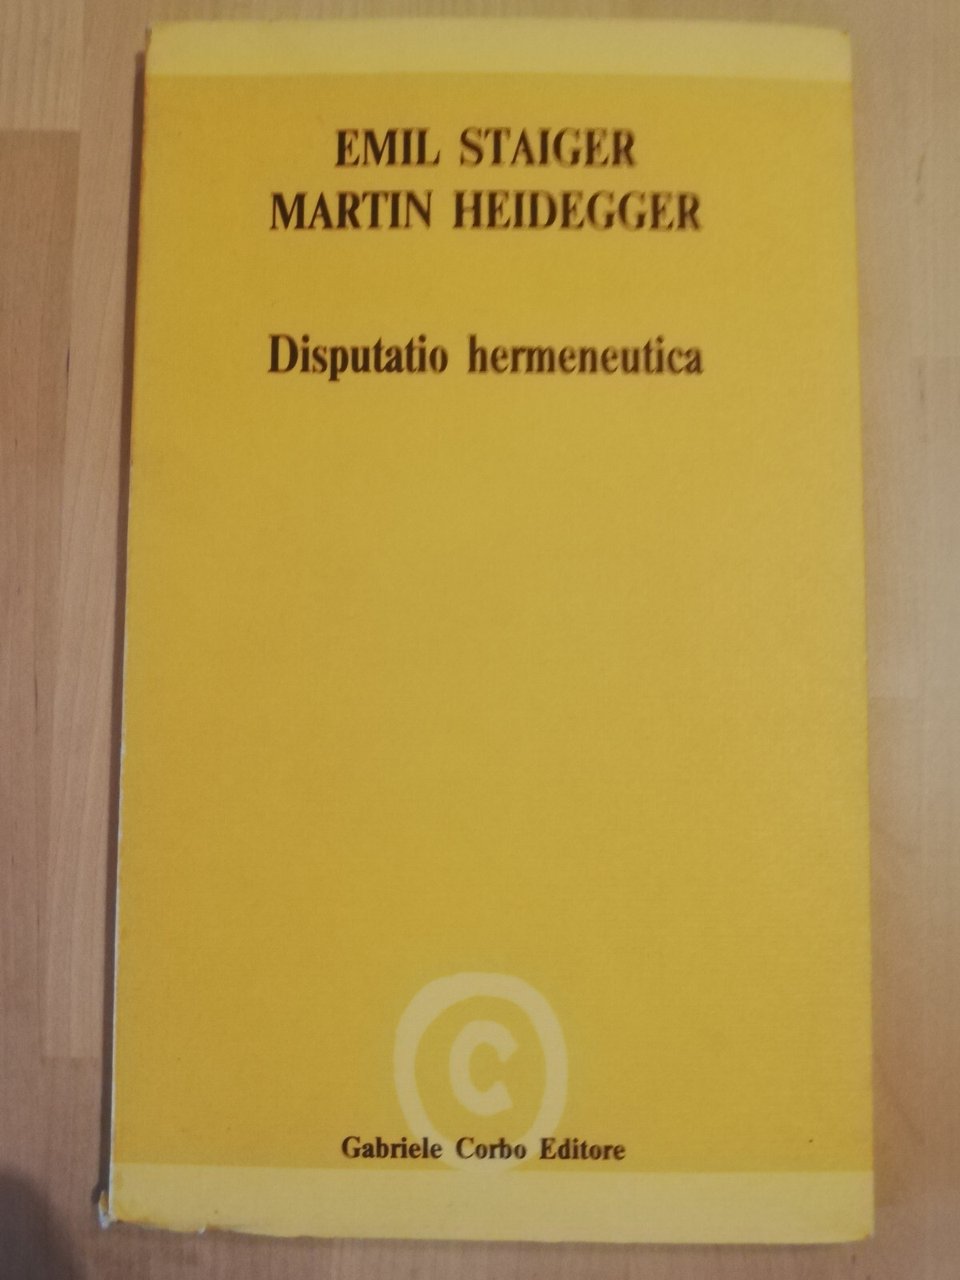 EMIL STAIGER
MARTIN HEIDEGGER
Disputatio hermeneutica
C
Gabriele Corbo Editore